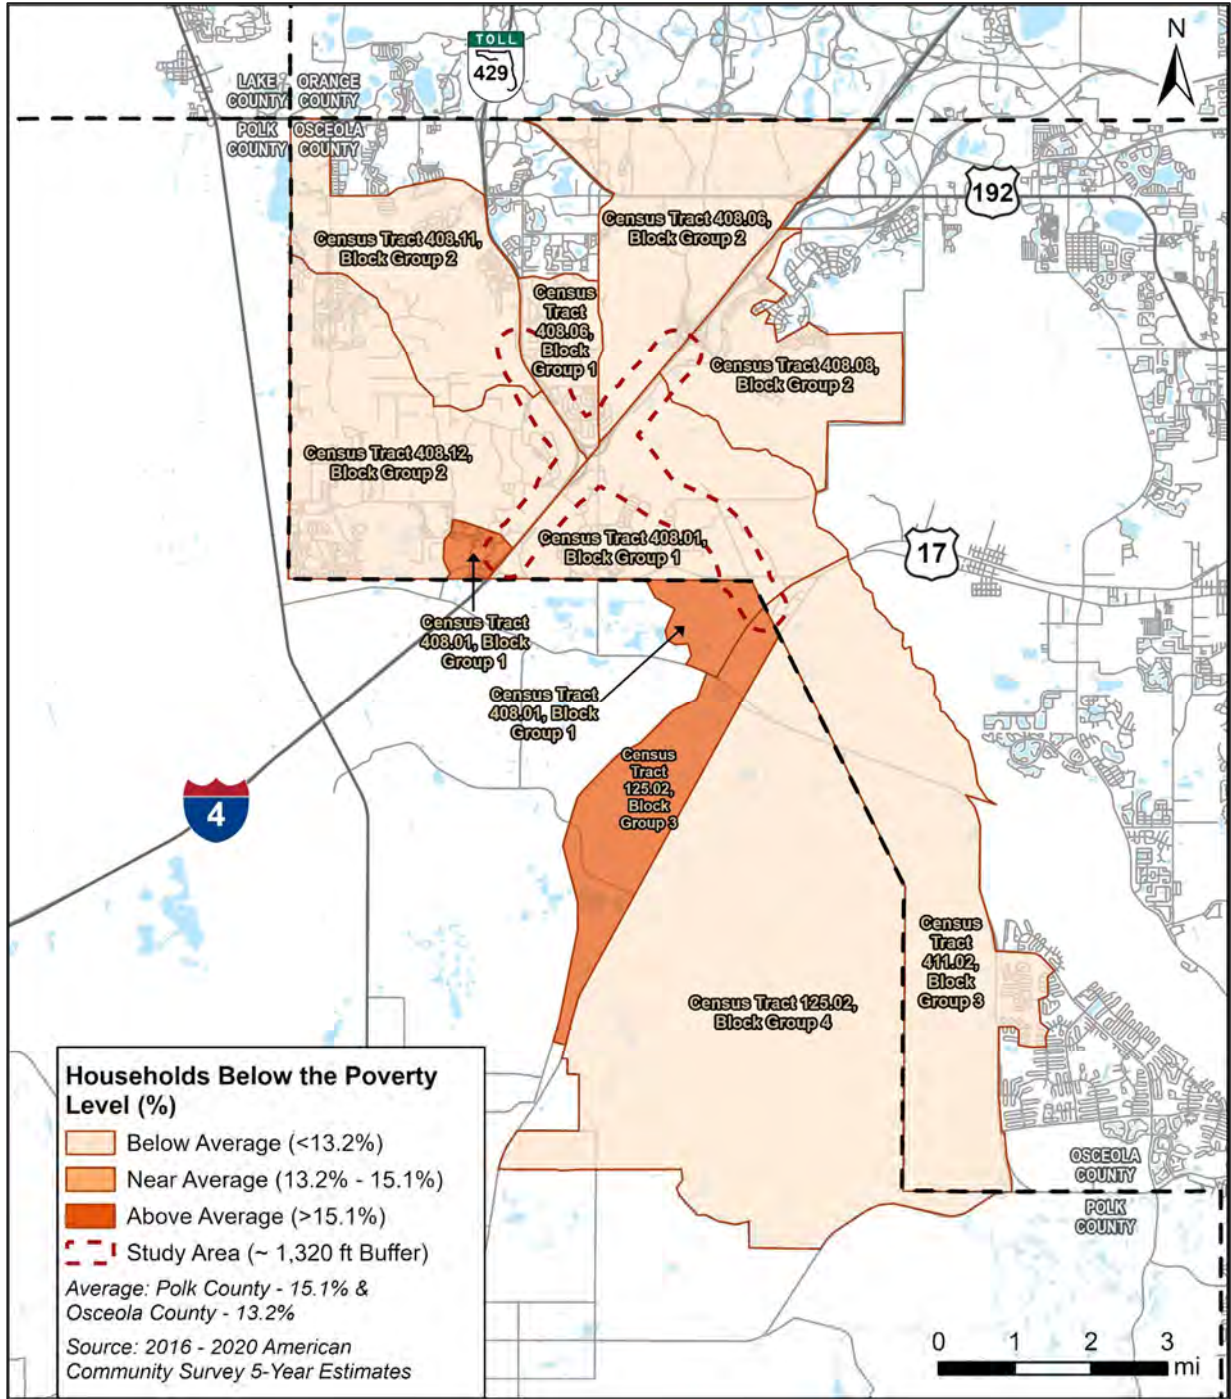 N
TOLL
429
LAKE
COUNTY
ORANGE
COUNTY
POLK
COUNTY
OSCEOLA
COUNTY
192
Census Tract 408.11,
Block Group 2
Census Tract 408.06,
Block Group 2
Census
Tract
408.06,
Block
Group 1
Census Tract 408.08,
Block Group 2
Census Tract 408.12,
Block Group 2
Census Tract 408.01,
Block Group 1
17
Census Tract
408.01, Block
Group 1
Census Tract
408.01, Block
Group 1
Census
Tract
125.02,
Block
Group 3
4
Census
Tract
411.02,
Block
Group 3
Census Tract 125.02,
Block Group 4
OSCEOLA
COUNTY
POLK
COUNTY
Households Below the Poverty
Level (%)
Below Average (<13.2%)
Near Average (13.2% - 15.1%)
Above Average (>15.1%)
Study Area (~ 1,320 ft Buffer)
Average: Polk County - 15.1% &
Osceola County - 13.2%
Source: 2016 - 2020 American
Community Survey 5-Year Estimates
0 1 2 3
mi